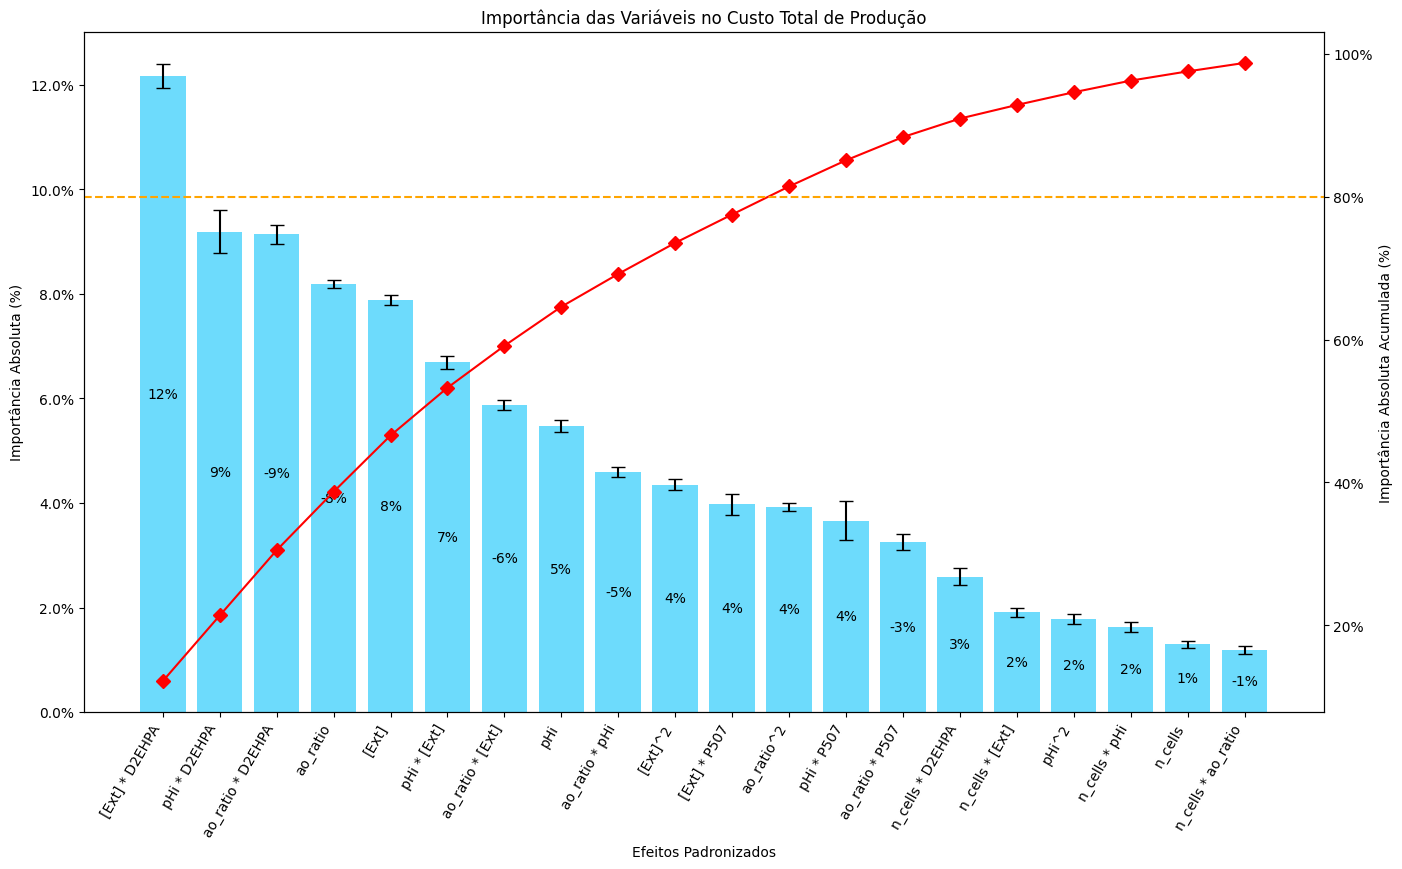 Importância das Variáveis no Custo Total de Produção
Importância Absoluta (%)
12.0%
10.0%
8.0%
6.0%
4.0%
2.0%
0.0%
12%
9%
-9%
-8%
8%
7%
-6%
5%
-5%
4%
4%
4%
4%
-3%
3%
2%
2%
2%
1%
-1%
100%
80%
60%
40%
20%
Importância Absoluta Acumulada (%)
[Ext] * D2EHPA
pHi * D2EHPA
ao_ratio * D2EHPA
ao_ratio
[Ext]
pHi * [Ext]
ao_ratio * [Ext]
pHi
ao_ratio * pHi
[Ext]^2
[Ext] * P507
ao_ratio^2
pHi * P507
ao_ratio * P507
n_cells * D2EHPA
n_cells * [Ext]
pHi^2
n_cells * pHi
n_cells
n_cells * ao_ratio
Efeitos Padronizados